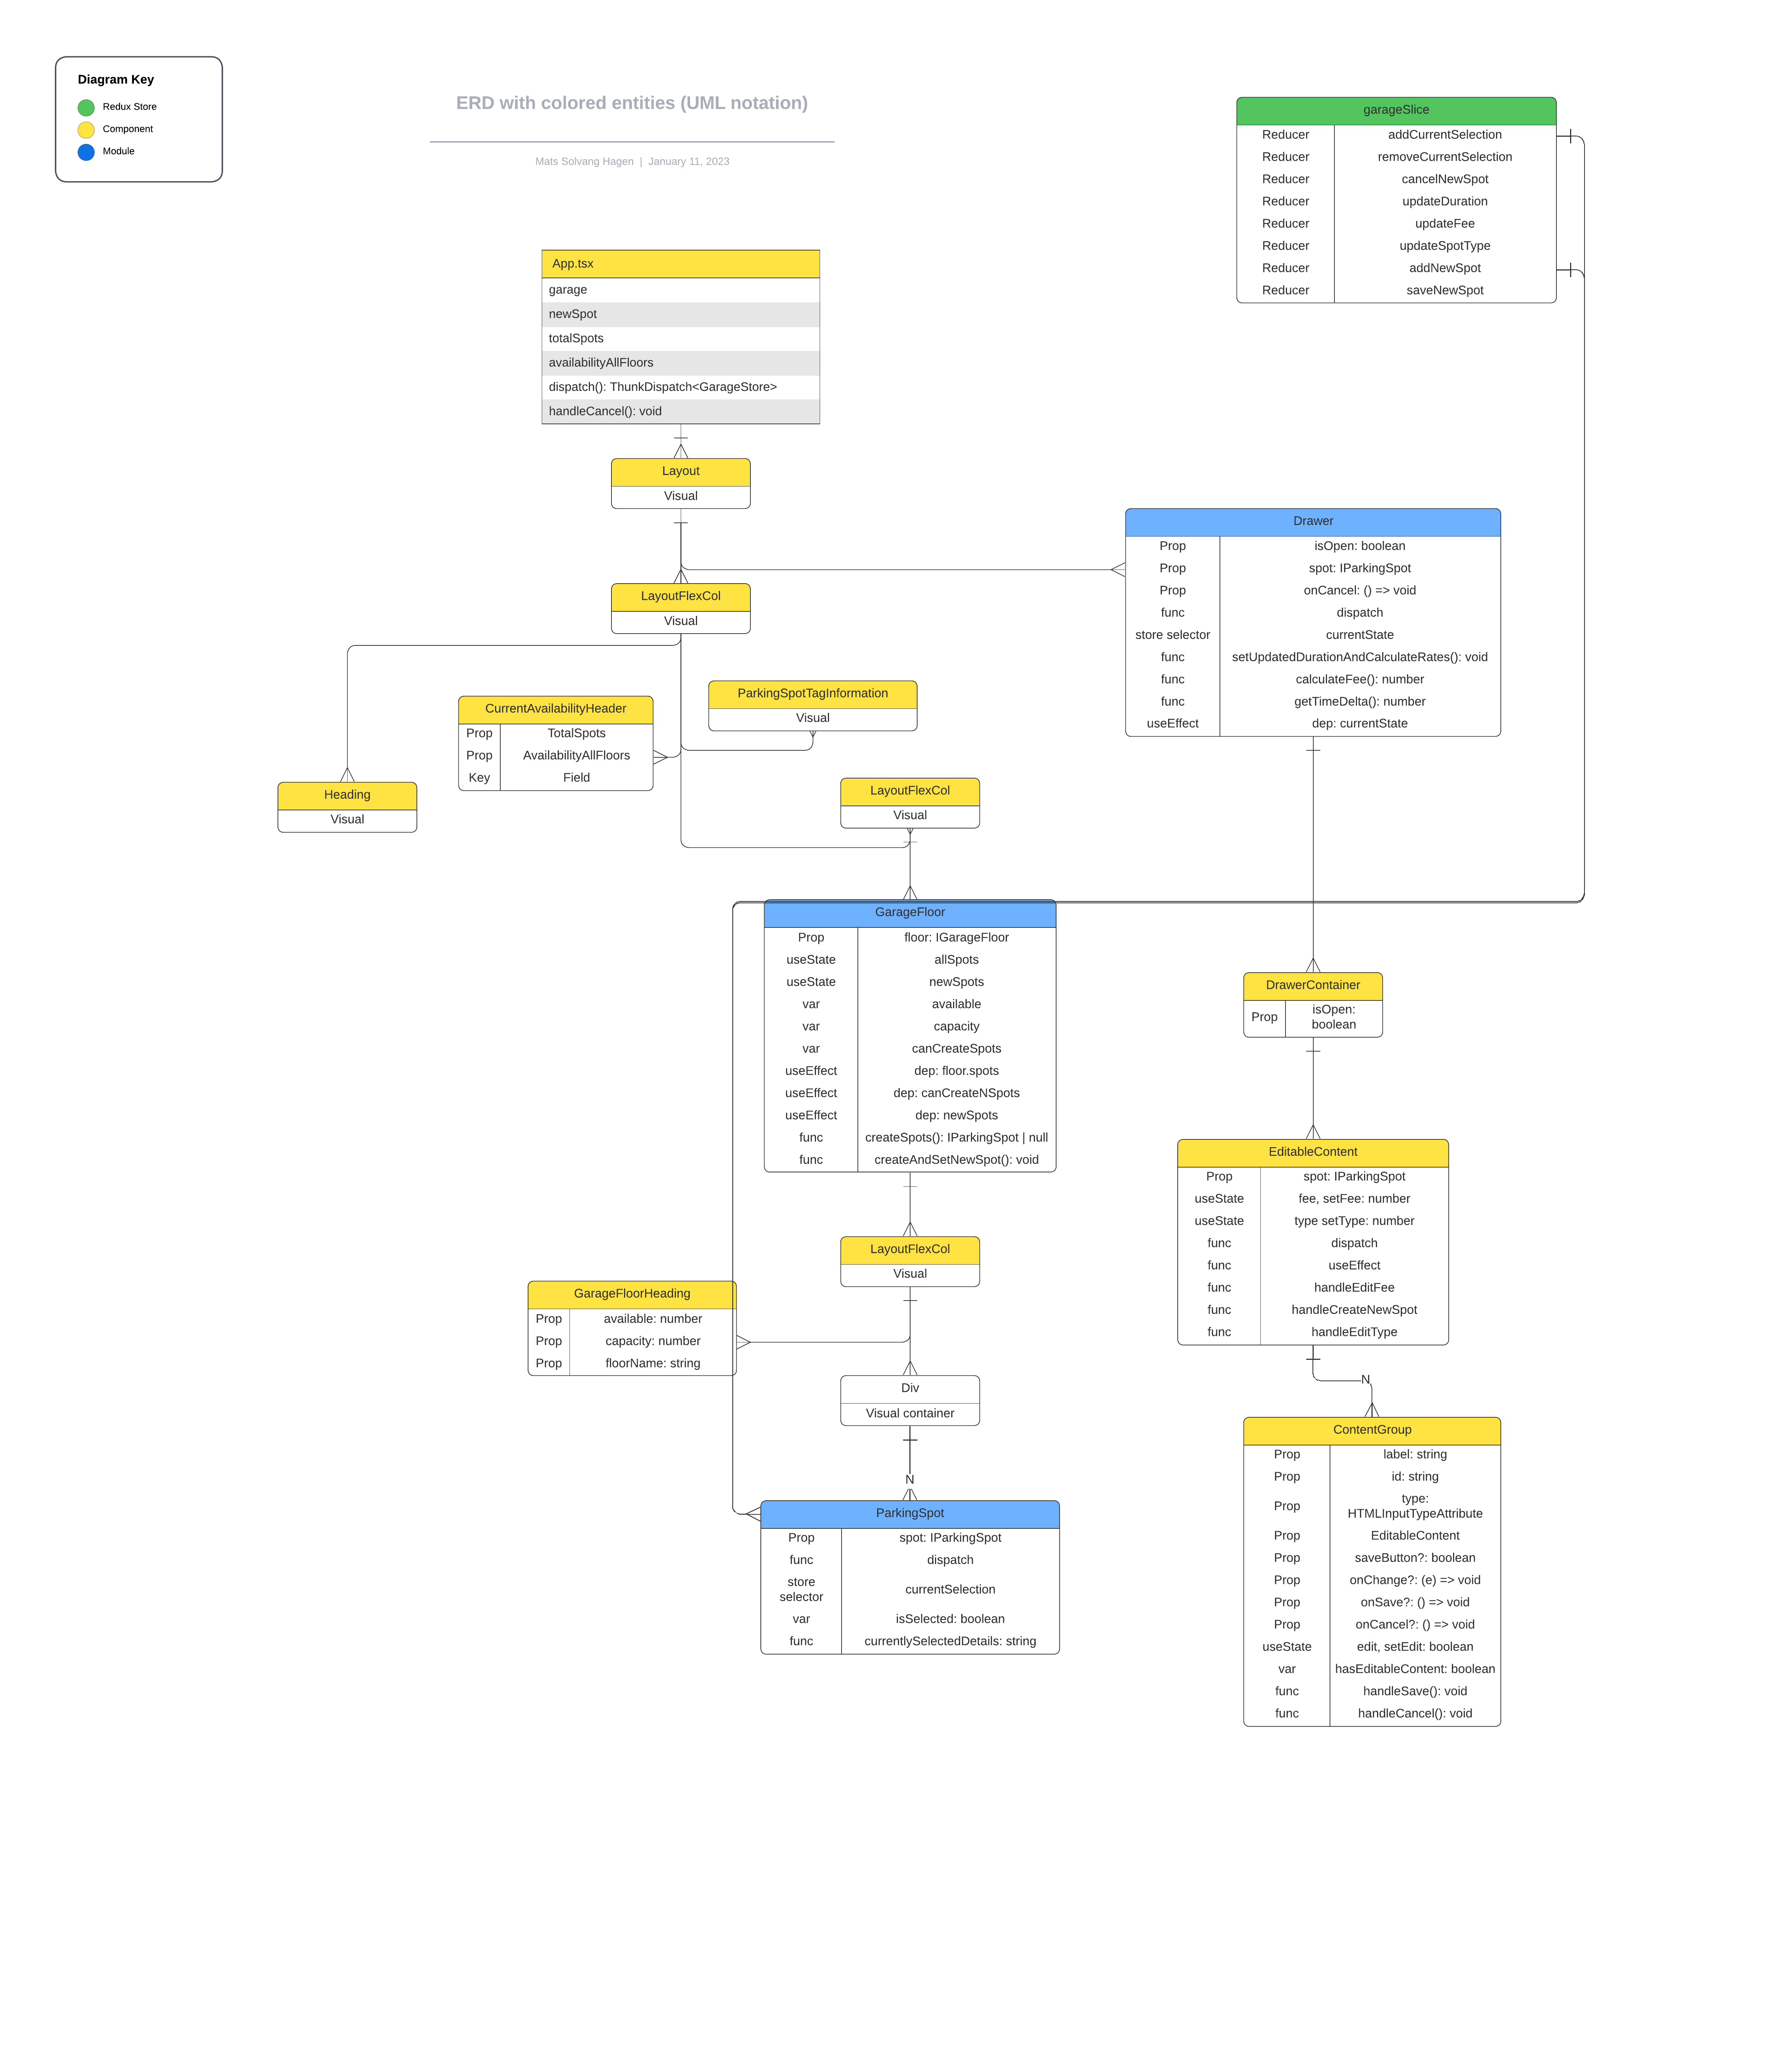 Diagram Key
Redux Store
Component
Module
ERD with colored entities (UML notation)
Mats Solvang Hagen | January 11, 2023
garageSlice
Reducer addCurrentSelection
Reducer removeCurrentSelection
Reducer cancelNewSpot
Reducer updateDuration
Reducer updateFee
Reducer updateSpotType
Reducer addNewSpot
Reducer saveNewSpot
App.tsx
garage
newSpot
totalSpots
availabilityAllFloors
dispatch(): ThunkDispatch<GarageStore>
handleCancel(): void
Layout
Visual
Drawer
Prop isOpen: boolean
Prop spot: IParkingSpot
Prop onCancel: () => void
func dispatch
store selector currentState
func setUpdatedDurationAndCalculateRates(): void
func calculateFee(): number
func getTimeDelta(): number
useEffect dep: currentState
LayoutFlexCol
Visual
ParkingSpotTagInformation
Visual
CurrentAvailabilityHeader
Prop TotalSpots
Prop AvailabilityAllFloors
Key Field
Heading
Visual
LayoutFlexCol
Visual
GarageFloor
Prop floor: IGarageFloor
useState allSpots
useState newSpots
var available
var capacity
var canCreateSpots
useEffect dep: floor.spots
useEffect dep: canCreateNSpots
useEffect dep: newSpots
func createSpots(): IParkingSpot | null
func createAndSetNewSpot(): void
DrawerContainer
Prop isOpen:
boolean
EditableContent
Prop spot: IParkingSpot
useState fee, setFee: number
useState type setType: number
func dispatch
func useEffect
func handleEditFee
func handleCreateNewSpot
func handleEditType
LayoutFlexCol
Visual
GarageFloorHeading
Prop available: number
Prop capacity: number
Prop floorName: string
Div
Visual container
N
N
ParkingSpot
Prop spot: IParkingSpot
func dispatch
store
selector currentSelection
var isSelected: boolean
func currentlySelectedDetails: string
ContentGroup
Prop label: string
Prop id: string
Prop type:
HTMLInputTypeAttribute
Prop EditableContent
Prop saveButton?: boolean
Prop onChange?: (e) => void
Prop onSave?: () => void
Prop onCancel?: () => void
useState edit, setEdit: boolean
var hasEditableContent: boolean
func handleSave(): void
func handleCancel(): void